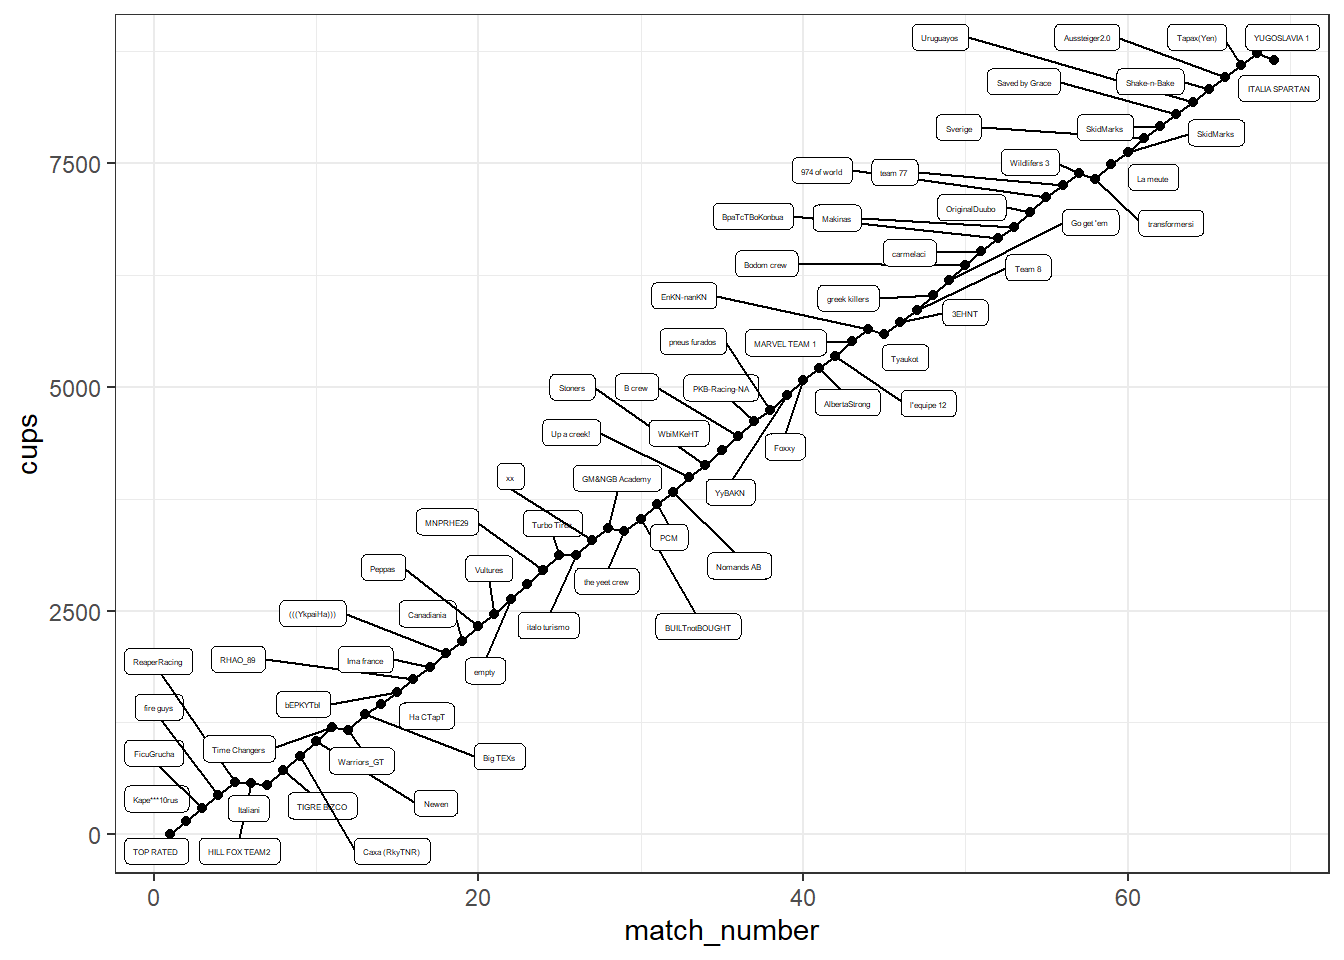 Uruguayos
Aussteiger2.0
Tapax(Yen)
YUGOSLAVIA 1
Saved by Grace
Shake-n-Bake
ITALIA SPARTAN
Sverige
SkidMarks
SkidMarks
7500
Wildlifers 3
974 of world
team 77
La meute
OriginalDuubo
BpaTcTBoKonbua
Makinas
Go get 'em
transformersi
carmelaci
Bodom crew
Team 8
EnKN-nanKN
greek killers
3EHNT
pneus furados
MARVEL TEAM 1
Tyaukot
5000
Stoners
B crew
PKB-Racing-NA
AlbertaStrong
l'equipe 12
Up a creek!
WbiMKeHT
Foxxy
cups
xx
GM&NGB Academy
YyBAKN
MNPRHE29
Turbo Tires
PCM
Peppas
Vultures
the yeet crew
Nomands AB
2500
(((YkpaiHa)))
Canadiania
italo turismo
BUILTnotBOUGHT
ReaperRacing
RHAO_89
Ima france
empty
fire guys
bEPKYTbI
Ha CTapT
FicuGrucha
Time Changers
Warriors_GT
Big TEXs
Kape***10rus
Italiani
TIGRE BIZCO
Newen
0
TOP RATED
HILL FOX TEAM2
Caxa (RkyTNR)
0
20
40
60
match_number